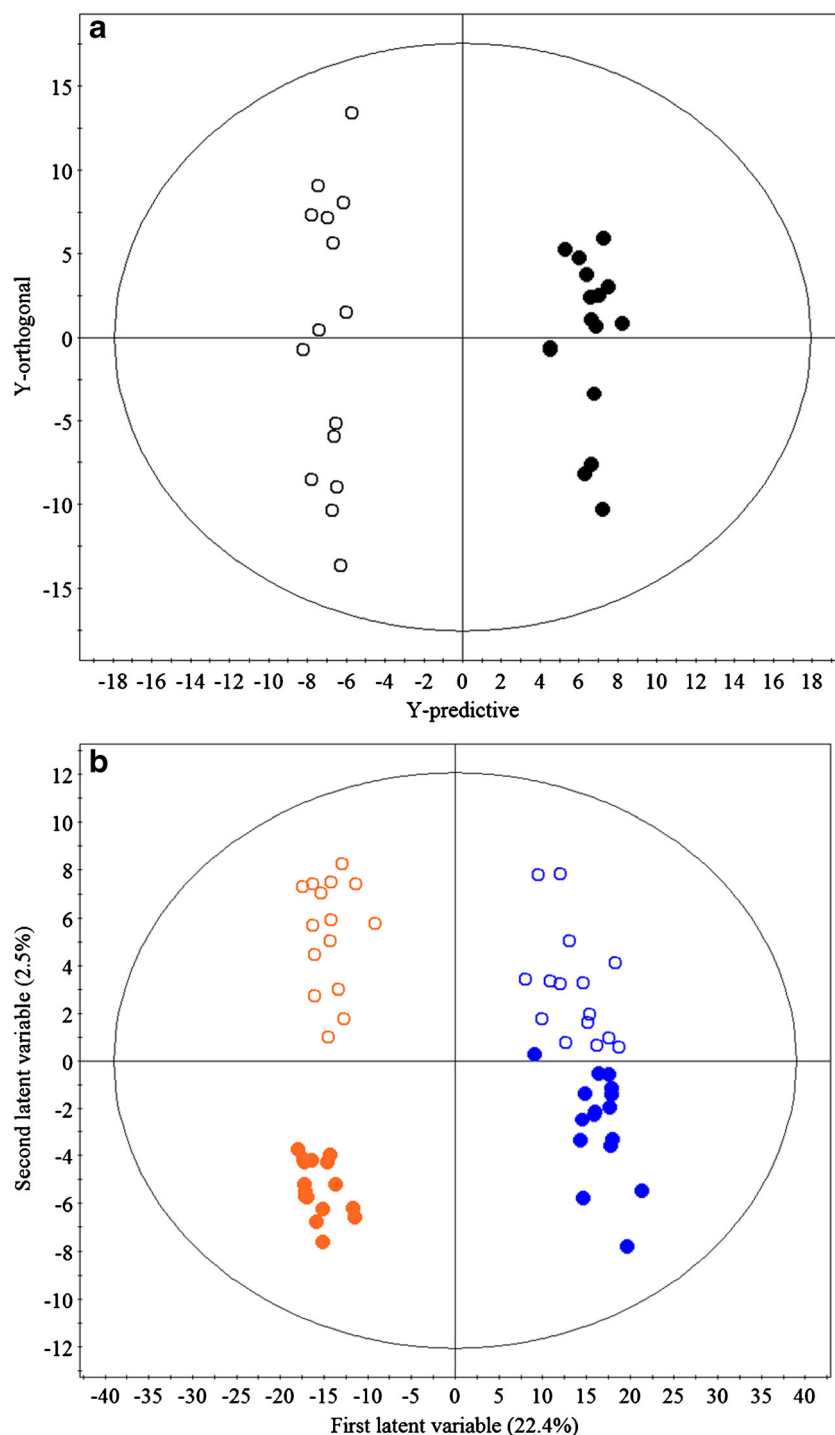 a
15
10
5
0
-5
-10
-15
Y-orthogonal
-18 -16 -14 -12 -10 -8 -6 -4 -2 0 2 4 6 8 10 12 14 16 18
Y-predictive
b
12
10
8
6
4
2
0
-2
-4
-6
-8
-10
-12
Second latent variable (2.5%)
-40 -35 -30 -25 -20 -15 -10 -5 0 5 10 15 20 25 30 35 40
First latent variable (22.4%)